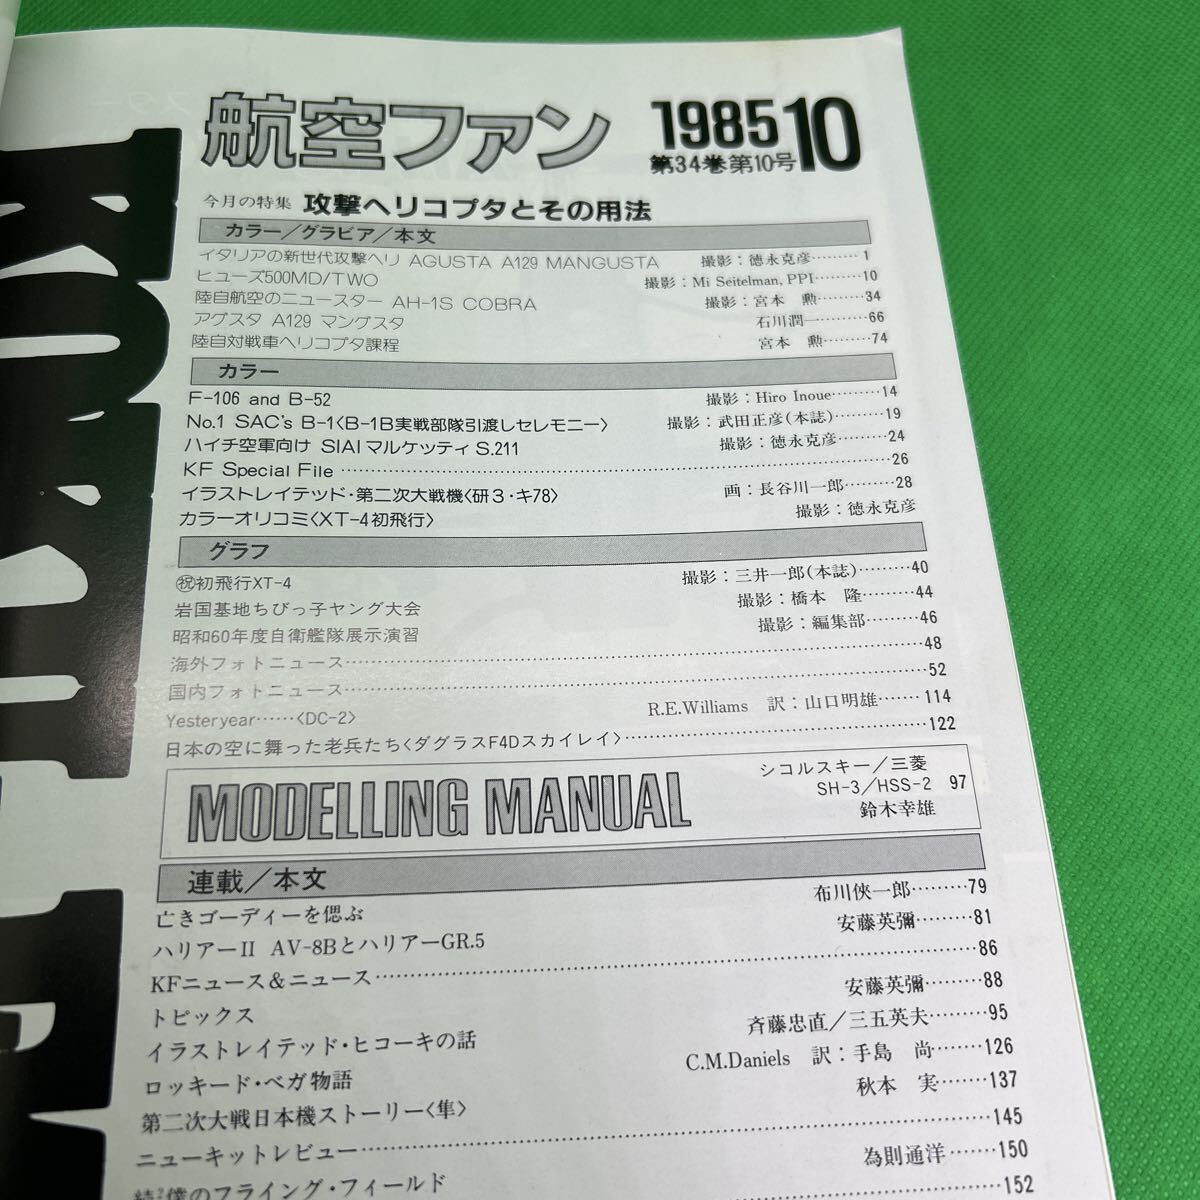 航空ファン 1985 10
第34巻第10号
今月の特集 攻撃ヘリコプタとその用法
カラー／グラビア／本文
イタリアの新世代攻撃ヘリ AGUSTA A129 MANGUSTA 撮影：徳永克彦………1
ヒューズ500MD/TWO 撮影：Mi Seitelman, PPI………10
陸自航空のニュースター AH-1S COBRA 撮影：宮本 勲………34
アグスタ A129 マングスタ 石川潤一………66
陸自対戦車ヘリコプタ課程 宮本 勲………74
カラー
F-106 and B-52 撮影：Hiro Inoue………14
No.1 SAC's B-1〈B-1B実戦部隊引渡しセレモニー〉 撮影：武田正彦(本誌)………19
ハイチ空軍向け SIAIマルケッティ S.211 撮影：徳永克彦………24
KF Special File………26
イラストレイテッド・第二次大戦機〈研3・キ78〉 画：長谷川一郎………28
カラーオリコミ〈XT-4初飛行〉 撮影：徳永克彦
グラフ
㊗初飛行XT-4 撮影：三井一郎(本誌)………40
岩国基地ちびっ子ヤング大会 撮影：橋本 隆………44
昭和60年度自衛艦隊展示演習 撮影：編集部………46
海外フォトニュース………48
国内フォトニュース………52
Yesteryear……〈DC-2〉 R.E.Williams 訳：山口明雄………114
日本の空に舞った老兵たち〈ダグラスF4Dスカイレイ〉………122
MODELLING MANUAL
シコルスキー／三菱
SH-3／HSS-2 97
鈴木幸雄
連載／本文
亡きゴーディーを偲ぶ 布川俠一郎………79
ハリアーII AV-8BとハリアーGR.5 安藤英彌………81
KFニュース＆ニュース………86
トピックス 安藤英彌………88
イラストレイテッド・ヒコーキの話 斉藤忠直／三五英夫………95
ロッキード・ベガ物語 C.M.Daniels 訳：手島 尚………126
第二次大戦日本機ストーリー〈隼〉 秋本 実………137
ニューキットレビュー………145
続²僕のフライング・フィールド 為則通洋………150
152